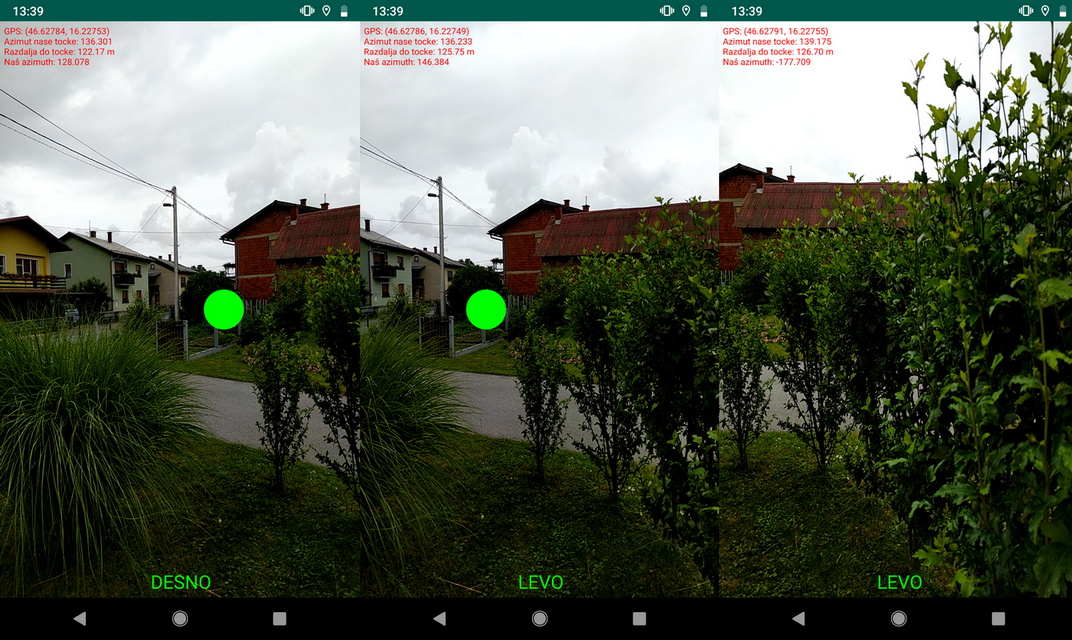 13:39
GPS: (46.62784, 16.22753)
Azimut nase tocke: 136.301
Razdalja do tocke: 122.17 m
Naš azimuth: 128.078
DESNO
13:39
GPS: (46.62786, 16.22749)
Azimut nase tocke: 136.233
Razdalja do tocke: 125.75 m
Naš azimuth: 146.384
LEVO
13:39
GPS: (46.62791, 16.22755)
Azimut nase tocke: 139.175
Razdalja do tocke: 126.70 m
Naš azimuth: -177.709
LEVO